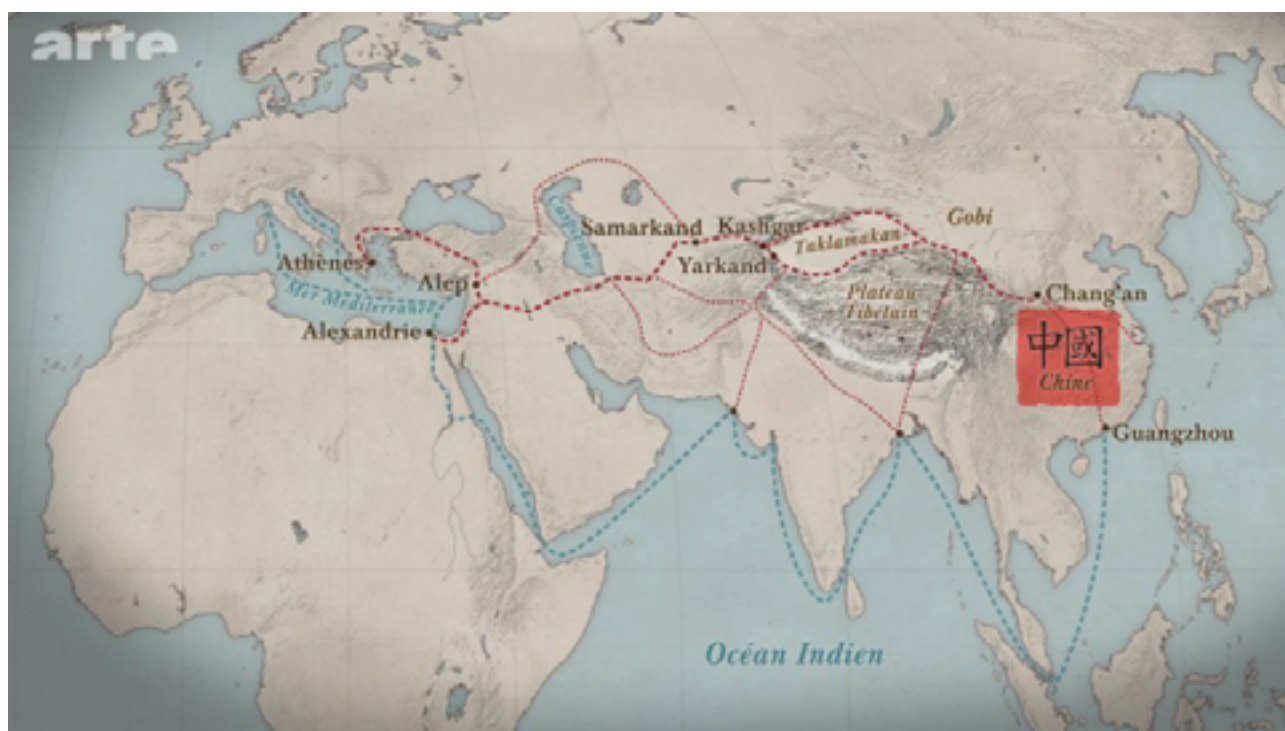 arte
Gobi
Samarkand
Kashgar
Caspienne
Taklamakan
Yarkand
Athènes
Alep
Mer Méditerranée
Plateau
Tibétain
Chang'an
Alexandrie
中國
Chine
Guangzhou
Océan Indien